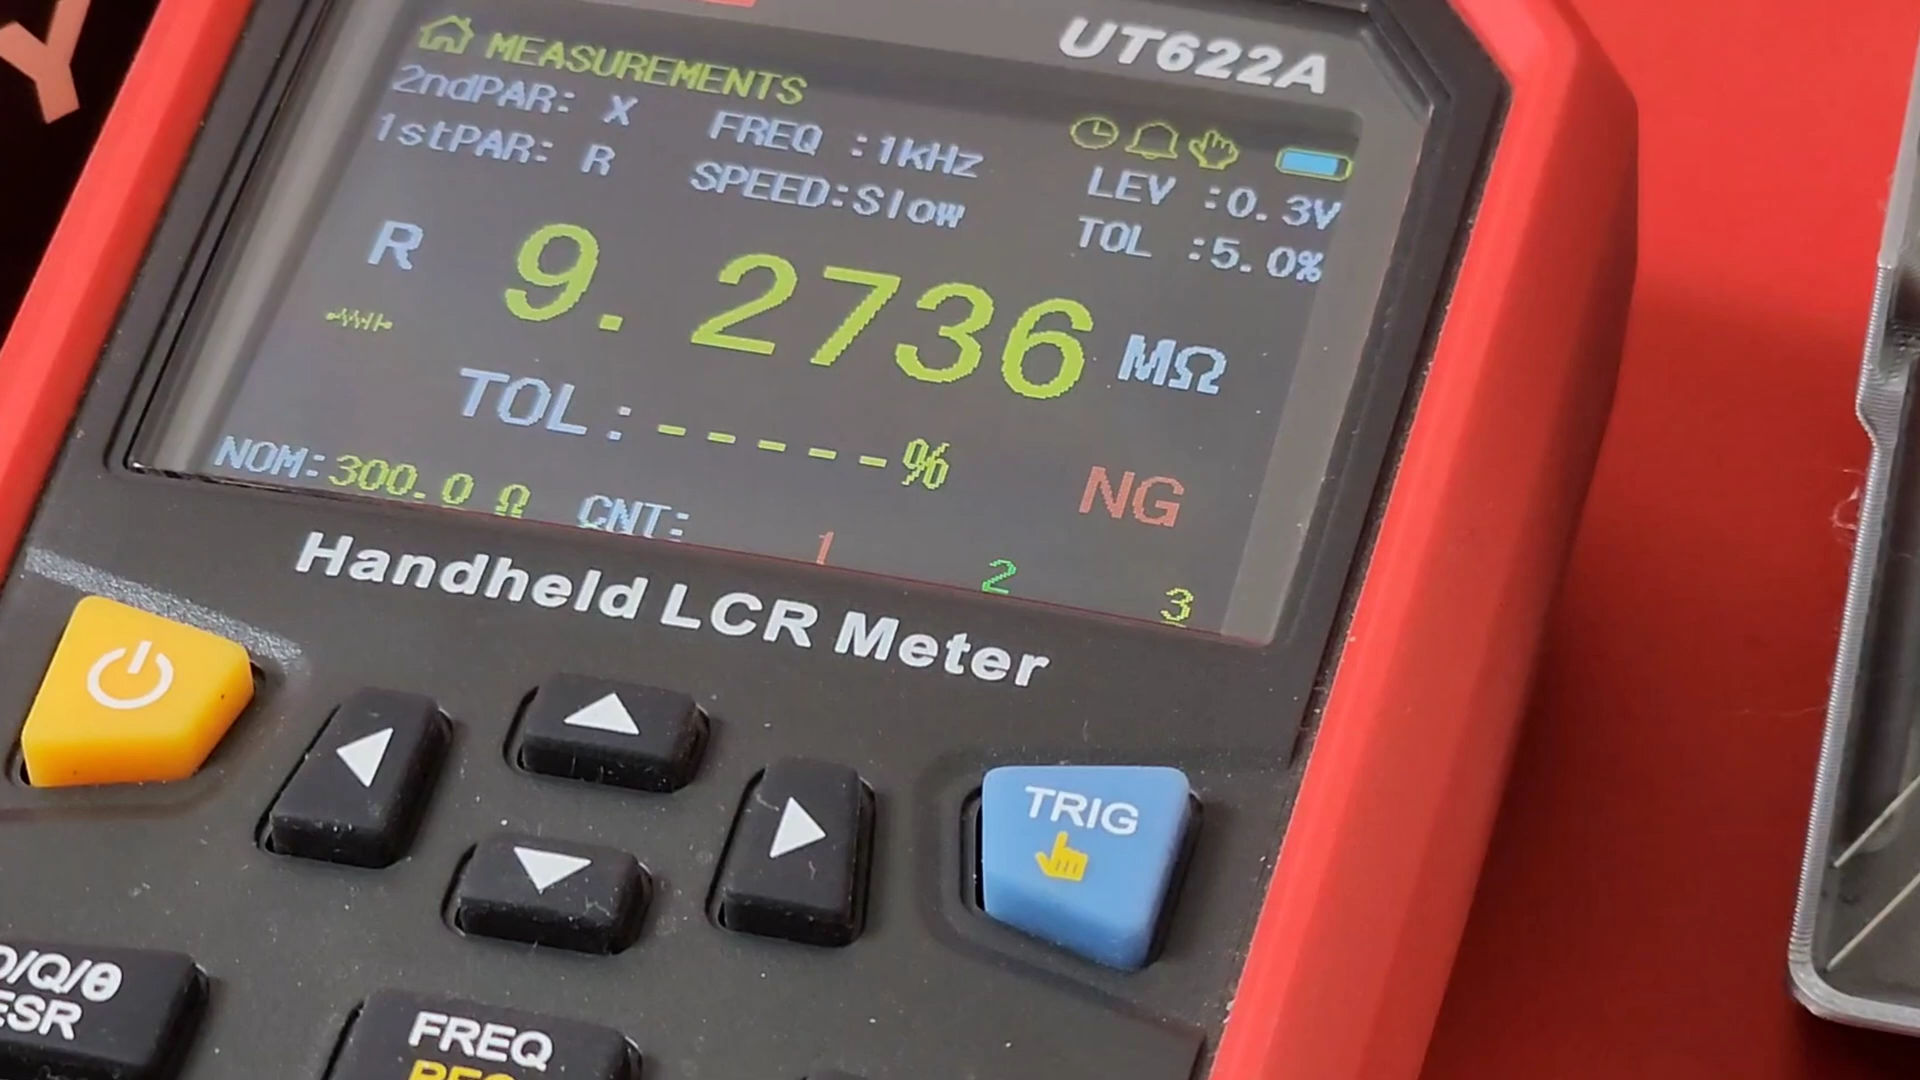 Y
UT622A
MEASUREMENTS
2ndPAR: X FREQ :1kHz LEV :0.3V
1stPAR: R SPEED:Slow TOL :5.0%
R 9.2736 MΩ
TOL:-----% NG
NOM:300.0 Ω CNT: 1 2 3
Handheld LCR Meter
TRIG
D/Q/θ
ESR
FREQ
REC